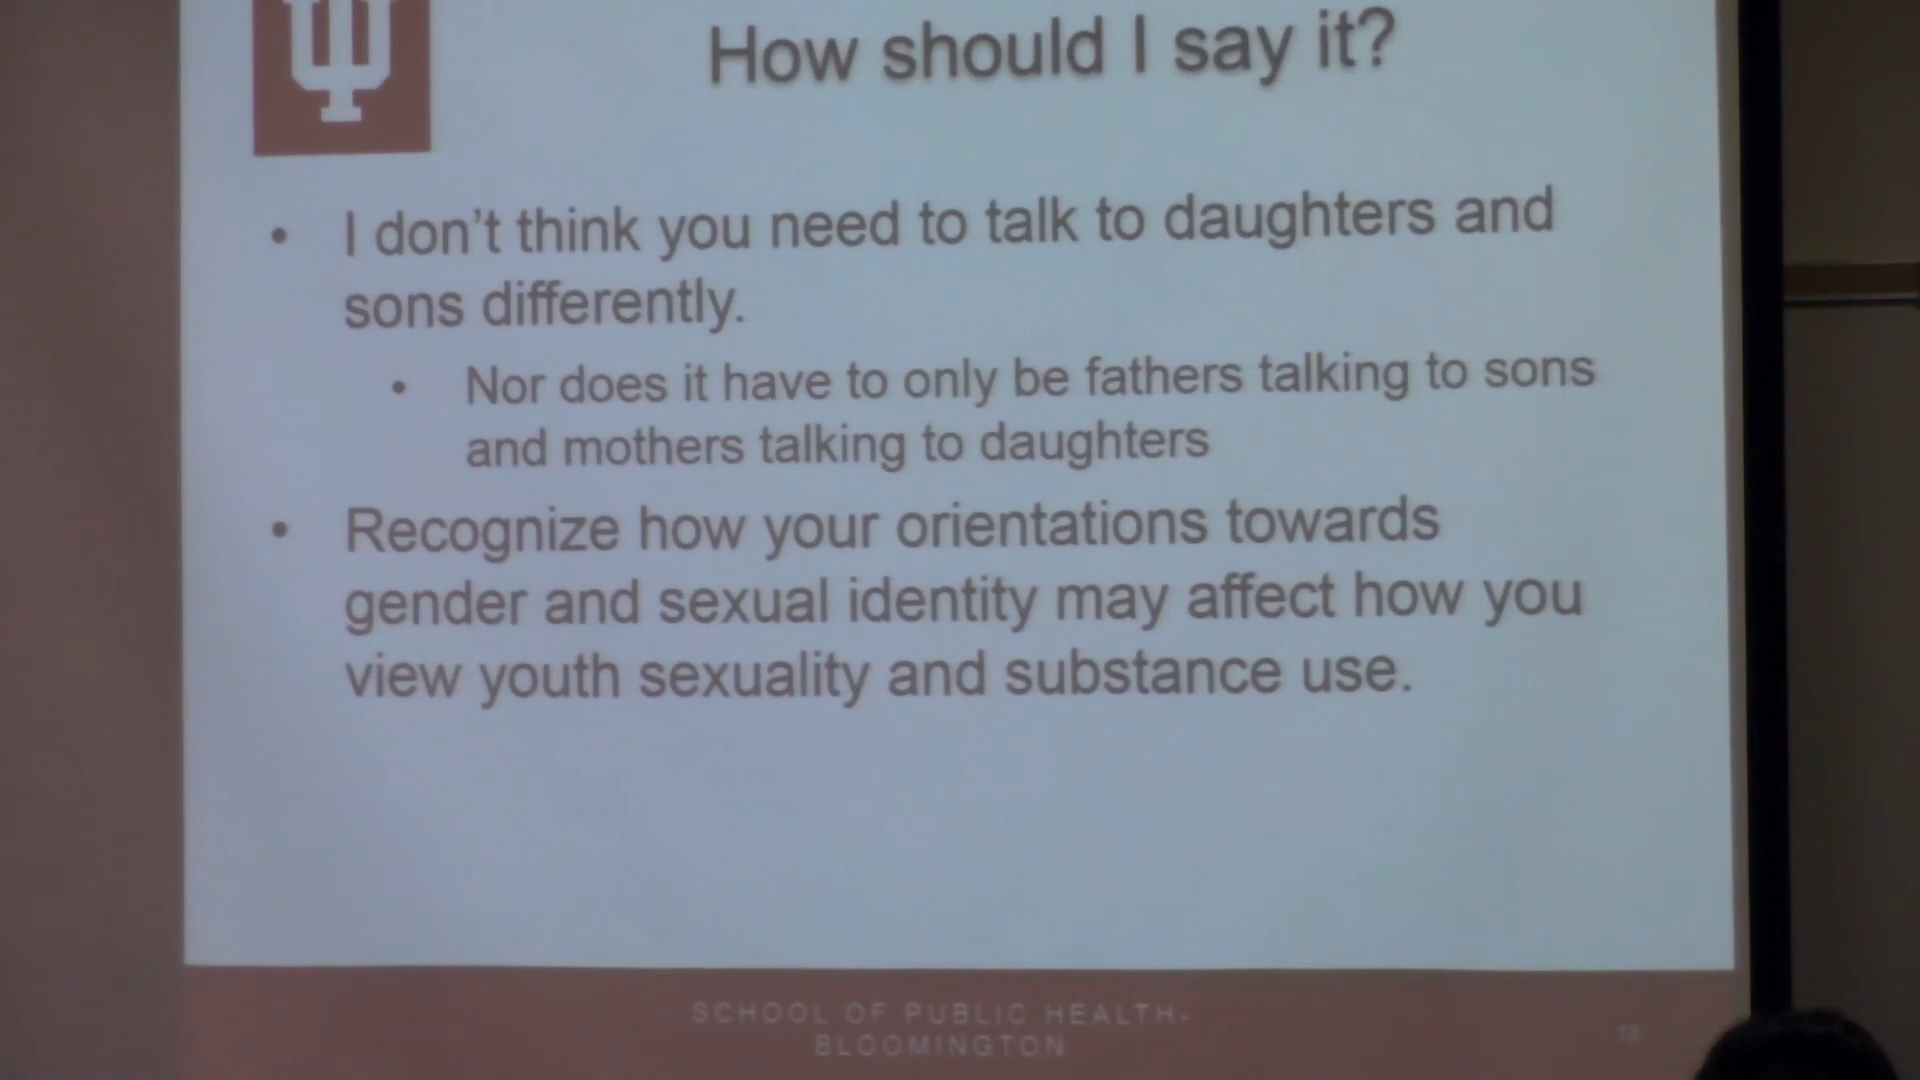 How should I say it?
• I don't think you need to talk to daughters and
sons differently.
• Nor does it have to only be fathers talking to sons
and mothers talking to daughters
• Recognize how your orientations towards
gender and sexual identity may affect how you
view youth sexuality and substance use.
SCHOOL OF PUBLIC HEALTH-
BLOOMINGTON